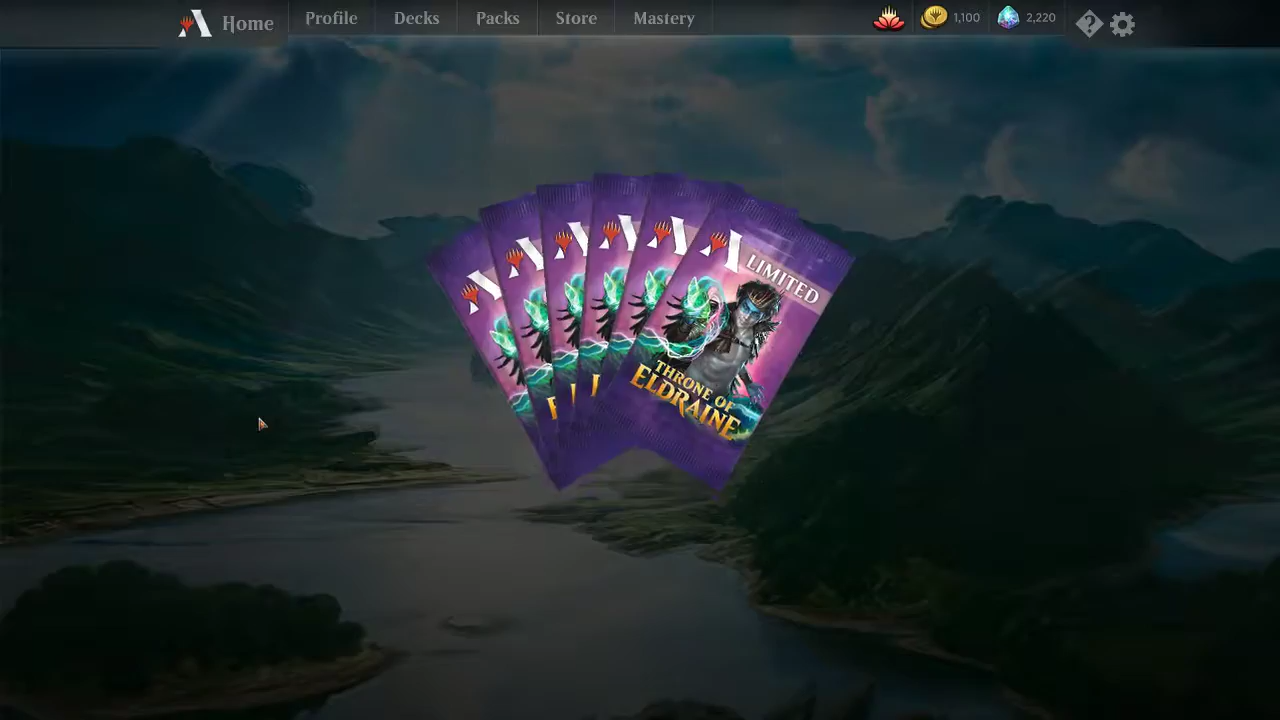 Home
Profile
Decks
Packs
Store
Mastery
1,100
2,220
?
LIMITED
THRONE OF
ELDRAINE